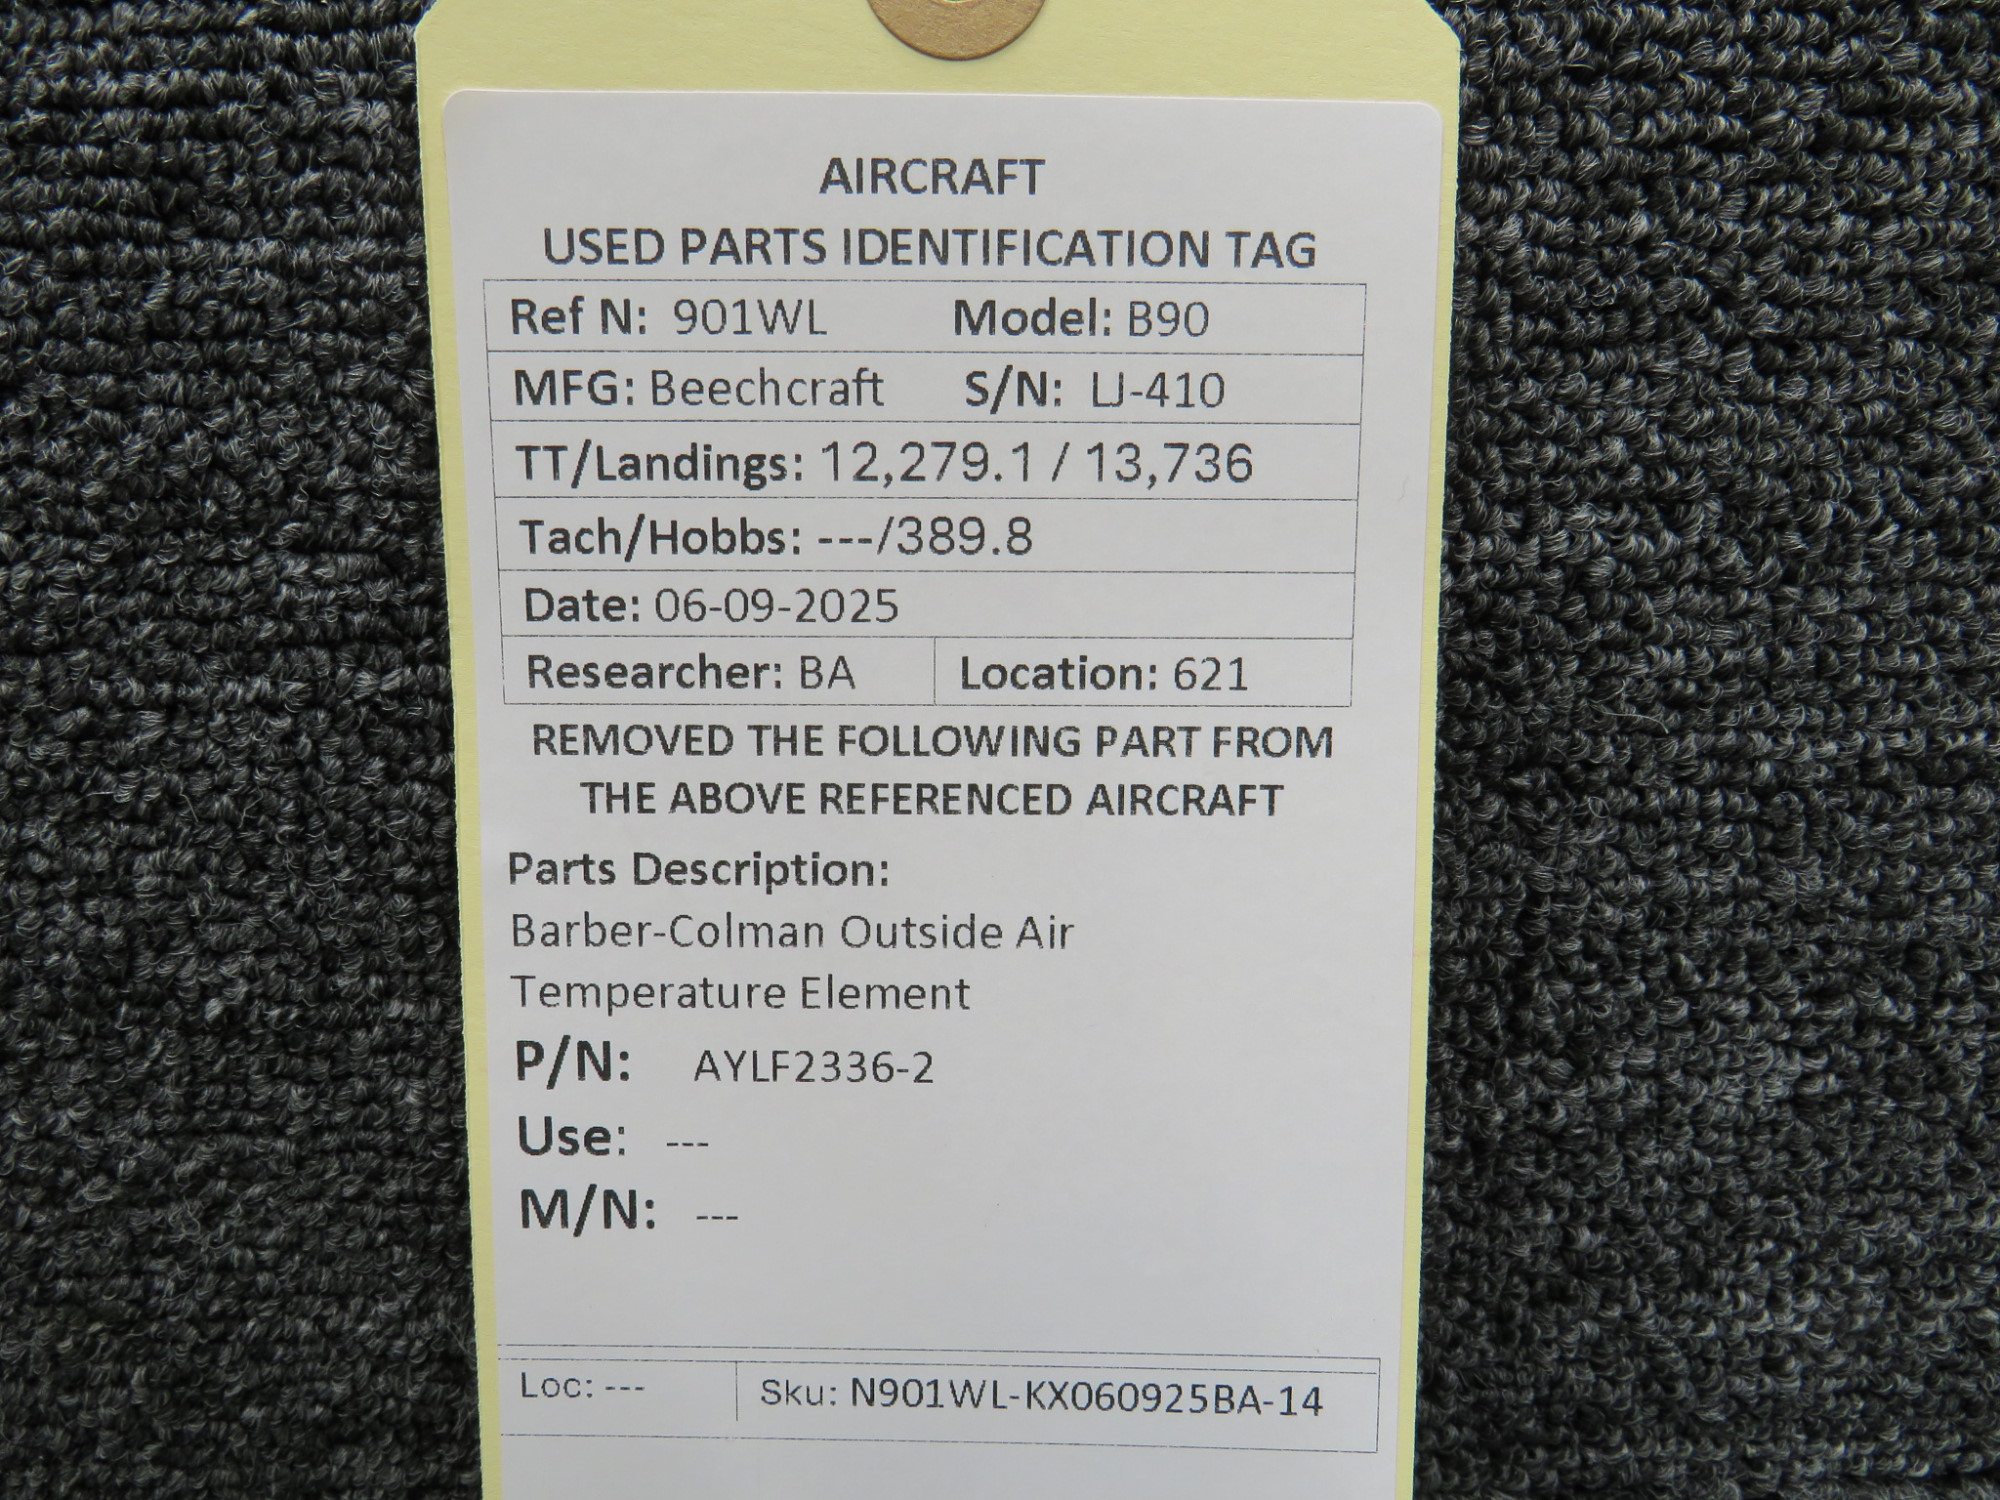 AIRCRAFT
USED PARTS IDENTIFICATION TAG
Ref N: 901WL Model: B90
MFG: Beechcraft S/N: LJ-410
TT/Landings: 12,279.1 / 13,736
Tach/Hobbs: ---/389.8
Date: 06-09-2025
Researcher: BA Location: 621
REMOVED THE FOLLOWING PART FROM
THE ABOVE REFERENCED AIRCRAFT
Parts Description:
Barber-Colman Outside Air
Temperature Element
P/N: AYLF2336-2
Use: ---
M/N: ---
Loc: --- Sku: N901WL-KX060925BA-14